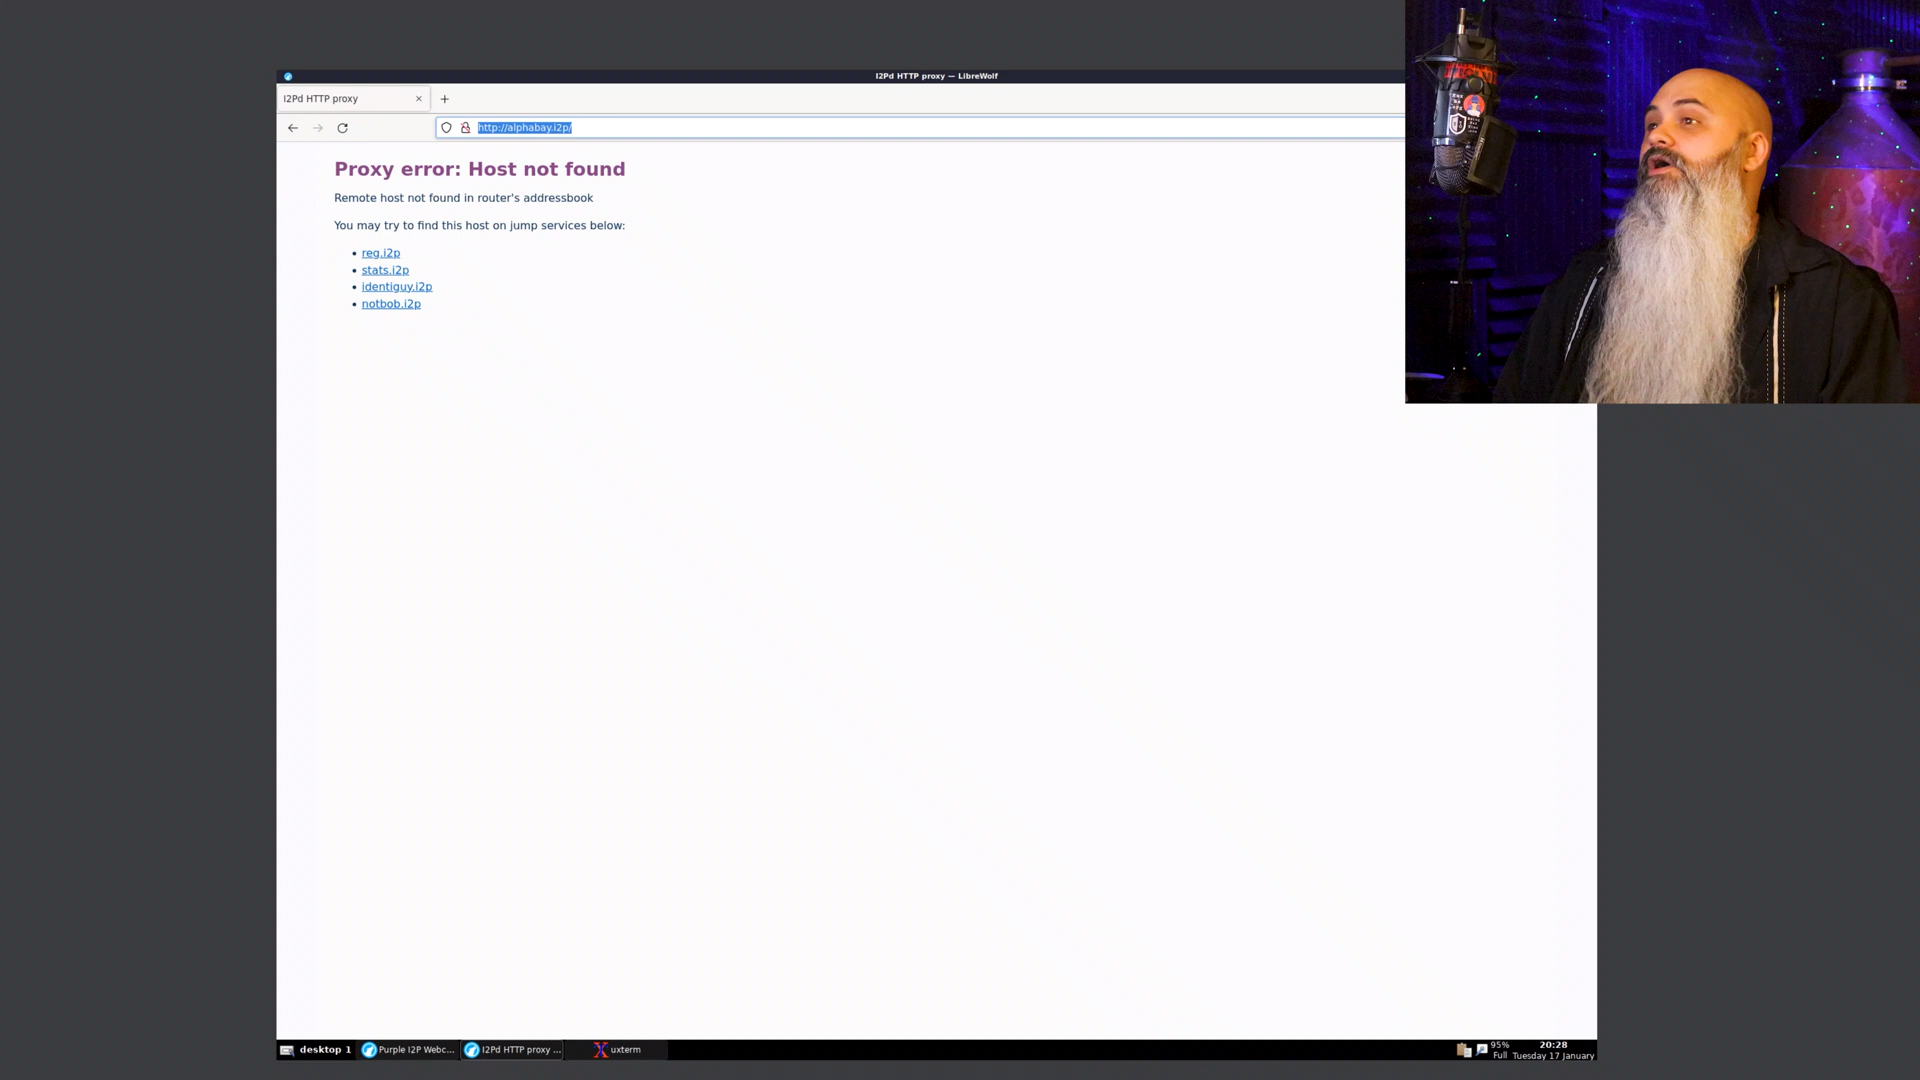 I2Pd HTTP proxy — LibreWolf
I2Pd HTTP proxy
http://alphabay.i2p/
Proxy error: Host not found
Remote host not found in router's addressbook
You may try to find this host on jump services below:
reg.i2p
stats.i2p
identiguy.i2p
notbob.i2p
desktop 1
Purple I2P Webc...
I2Pd HTTP proxy ...
uxterm
95%
Full
20:28
Tuesday 17 January